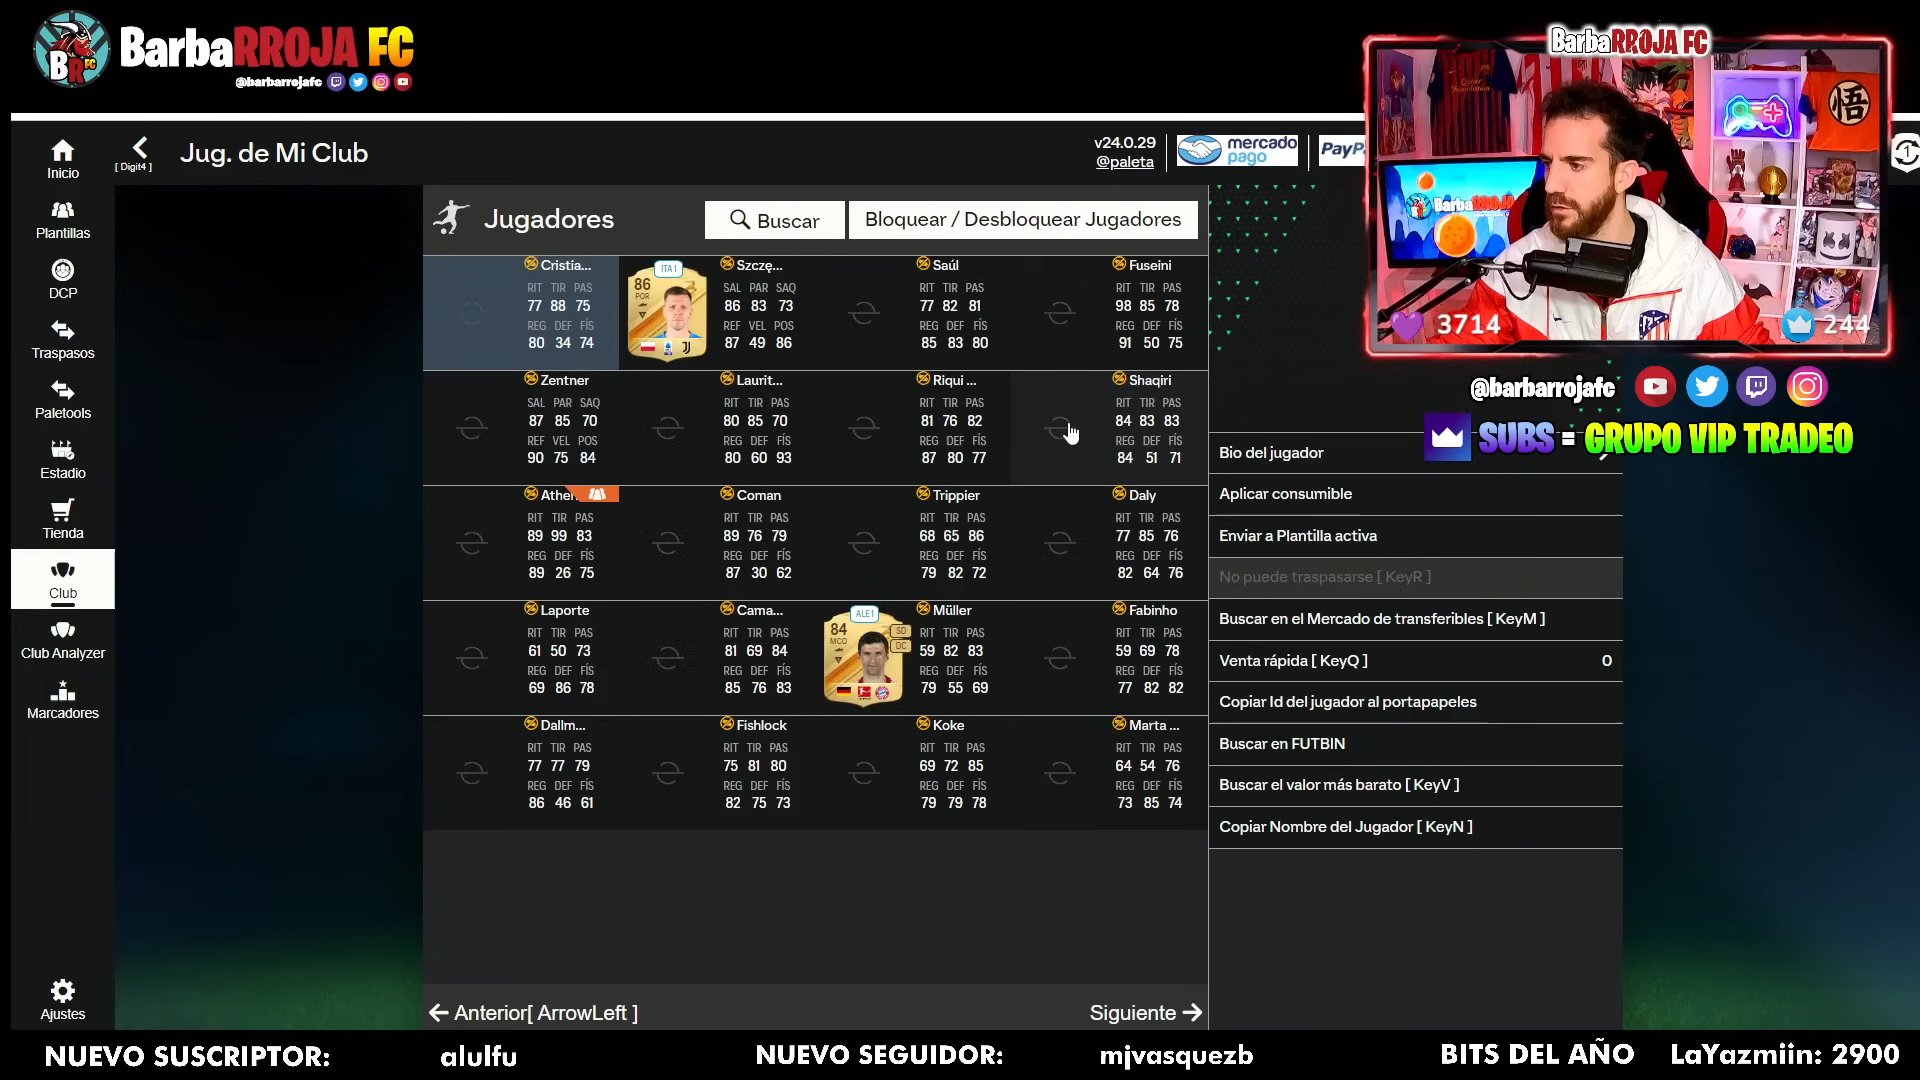 BarbaRROJA FC
@barbarrojafc
BarbaRROJA FC
3714
244
@barbarrojafc
SUBS = GRUPO VIP TRADEO
Inicio
Plantillas
DCP
Traspasos
Paletools
Estadio
Tienda
Club
Club Analyzer
Marcadores
Ajustes
[ Digit4 ]
Jug. de Mi Club
v24.0.29
@paleta
mercado
pago
PayP
1
Jugadores
Buscar
Bloquear / Desbloquear Jugadores
Cristia...
RIT TIR PAS
77 88 75
REG DEF FÍS
80 34 74
ITA 1
86
POR
Szczę...
SAL PAR SAQ
86 83 73
REF VEL POS
87 49 86
Saúl
RIT TIR PAS
77 82 81
REG DEF FÍS
85 83 80
Fuseini
RIT TIR PAS
98 85 78
REG DEF FÍS
91 50 75
Zentner
SAL PAR SAQ
87 85 70
REF VEL POS
90 75 84
Laurit...
RIT TIR PAS
80 85 70
REG DEF FÍS
80 60 93
Riqui ...
RIT TIR PAS
81 76 82
REG DEF FÍS
87 80 77
Shaqiri
RIT TIR PAS
84 83 83
REG DEF FÍS
84 51 71
RIT TIR PAS
89 99 83
REG DEF FÍS
89 26 75
Coman
RIT TIR PAS
89 76 79
REG DEF FÍS
87 30 62
Trippier
RIT TIR PAS
68 65 86
REG DEF FÍS
79 82 72
Daly
RIT TIR PAS
77 85 76
REG DEF FÍS
82 64 76
Laporte
RIT TIR PAS
61 50 73
REG DEF FÍS
69 86 78
Cama...
RIT TIR PAS
81 69 84
REG DEF FÍS
85 76 83
ALE 1
84
MCO
SD
DC
Müller
RIT TIR PAS
59 82 83
REG DEF FÍS
79 55 69
Fabinho
RIT TIR PAS
59 69 78
REG DEF FÍS
77 82 82
Dallm...
RIT TIR PAS
77 77 79
REG DEF FÍS
86 46 61
Fishlock
RIT TIR PAS
75 81 80
REG DEF FÍS
82 75 73
Koke
RIT TIR PAS
69 72 85
REG DEF FÍS
79 79 78
Marta ...
RIT TIR PAS
64 54 76
REG DEF FÍS
73 85 74
Anterior[ ArrowLeft ]
Siguiente
Bio del jugador
Aplicar consumible
Enviar a Plantilla activa
No puede traspasarse [ KeyR ]
Buscar en el Mercado de transferibles [ KeyM ]
Venta rápida [ KeyQ ] 0
Copiar Id del jugador al portapapeles
Buscar en FUTBIN
Buscar el valor más barato [ KeyV ]
Copiar Nombre del Jugador [ KeyN ]
NUEVO SUSCRIPTOR: alulfu
NUEVO SEGUIDOR: mjvasquezb
BITS DEL AÑO LaYazmiin: 2900